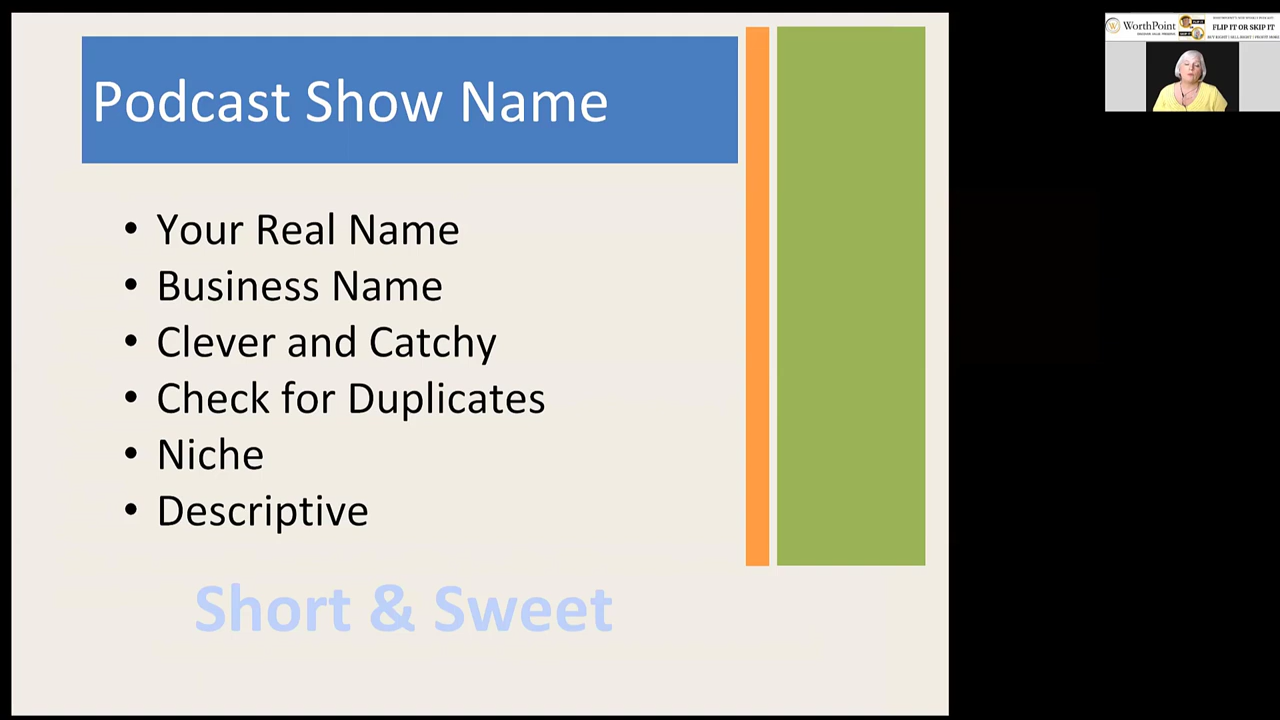 Podcast Show Name
• Your Real Name
• Business Name
• Clever and Catchy
• Check for Duplicates
• Niche
• Descriptive
Short & Sweet
WorthPoint
FLIP IT OR SKIP IT